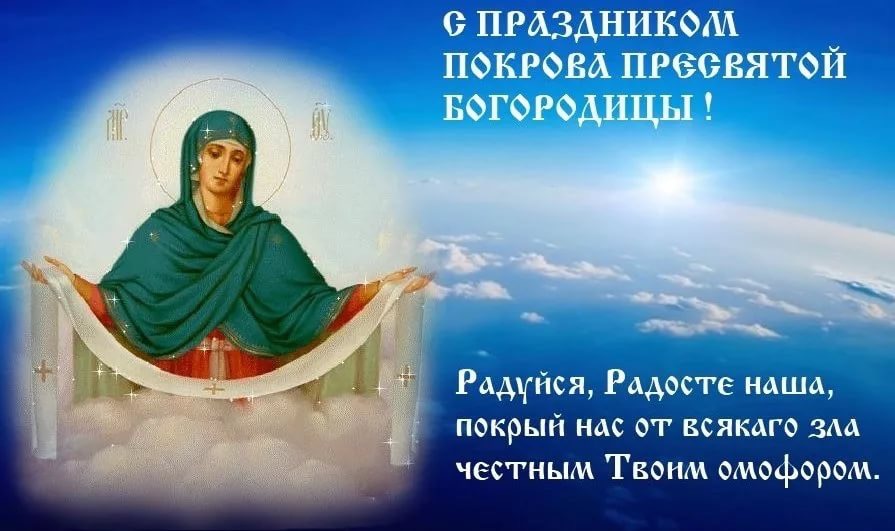 С ПРАЗДНИКОМ
ПОКРОВА ПРЕСВЯТОЙ
БОГОРОДИЦЫ !
МР ѲУ
Радуйся, Радосте наша,
покрый нас от всякаго зла
честным Твоим омофором.